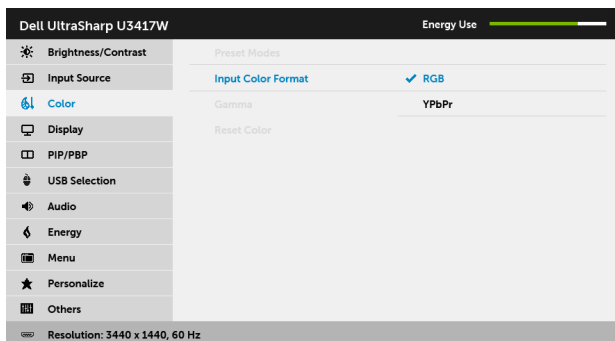 Dell UltraSharp U3417W
Energy Use
Brightness/Contrast
Preset Modes
Input Source
Input Color Format
RGB
Color
Gamma
YPbPr
Display
Reset Color
PIP/PBP
USB Selection
Audio
Energy
Menu
Personalize
Others
Resolution: 3440 x 1440, 60 Hz